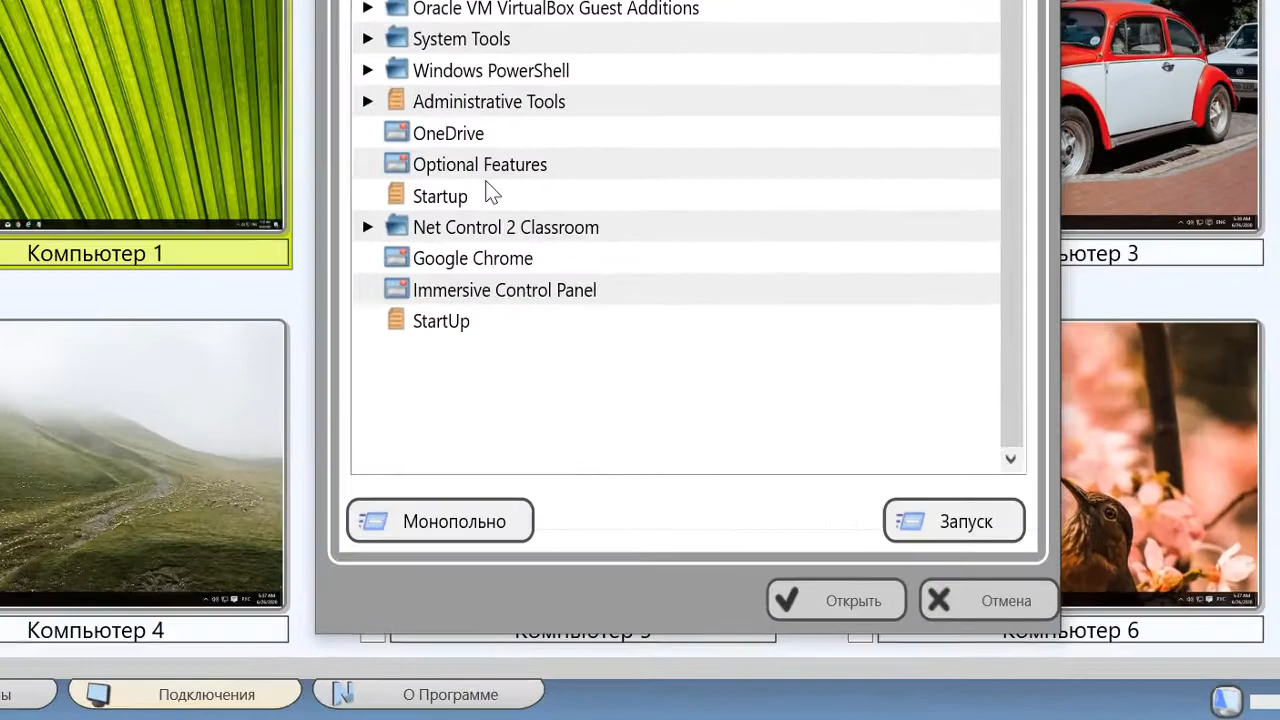 Oracle VM VirtualBox Guest Additions
System Tools
Windows PowerShell
Administrative Tools
OneDrive
Optional Features
Startup
Net Control 2 Classroom
Google Chrome
Immersive Control Panel
StartUp
Компьютер 1
ьютер 3
Монопольно
Запуск
Открыть
Отмена
Компьютер 4
Компьютер 6
ы
Подключения
О Программе